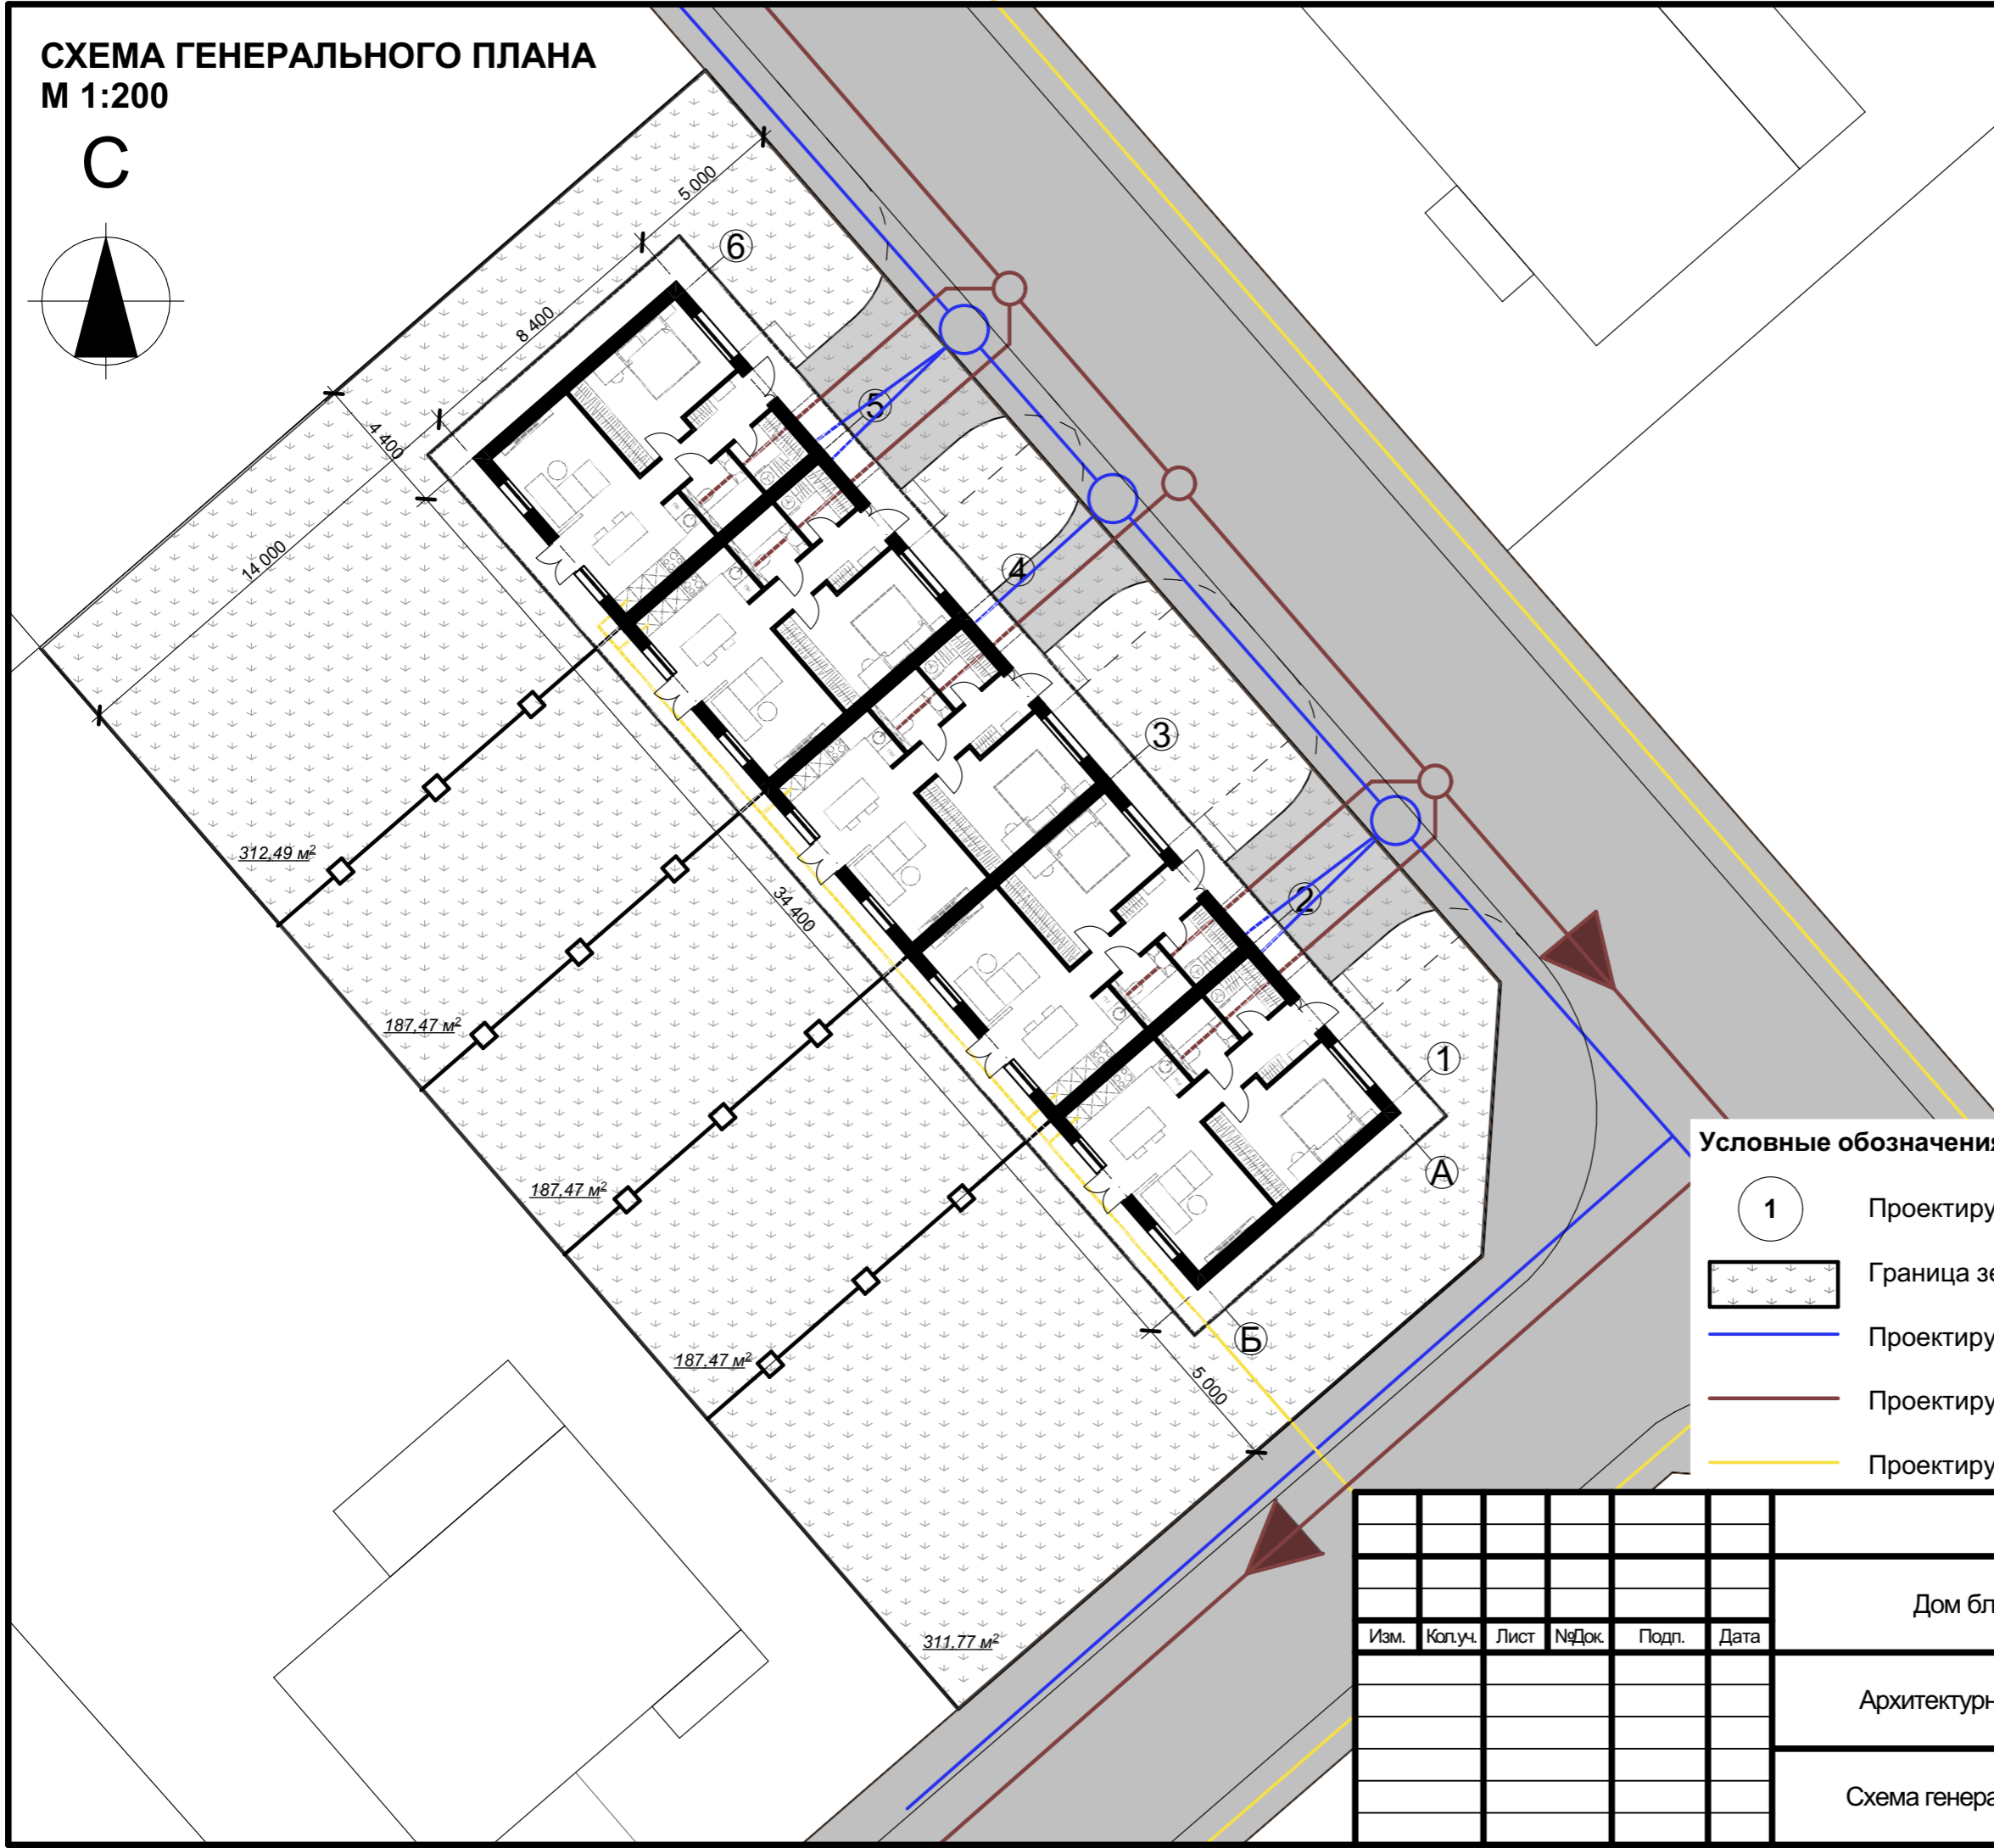 СХЕМА ГЕНЕРАЛЬНОГО ПЛАНА
М 1:200
С
5 000
6
8 400
5
4 400
14 000
4
3
312,49 м²
34 400
2
187,47 м²
1
А
187,47 м²
Б
187,47 м²
5 000
311,77 м²
Условные обозначения
1 Проектиру
Граница зе
Проектиру
Проектиру
Проектиру
Дом бл
Изм. Кол.уч. Лист №Док. Подп. Дата
Архитектурн
Схема генера